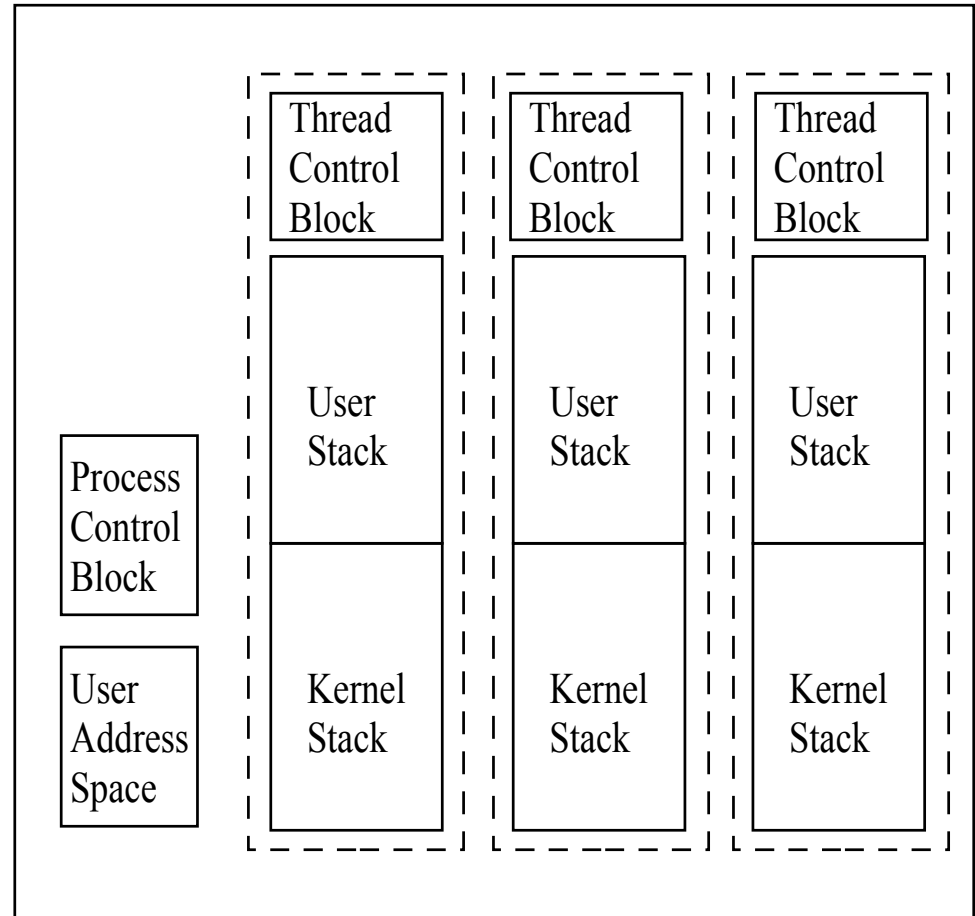 Thread
Control
Block
Thread
Control
Block
Thread
Control
Block
User
Stack
User
Stack
User
Stack
Process
Control
Block
User
Address
Space
Kernel
Stack
Kernel
Stack
Kernel
Stack